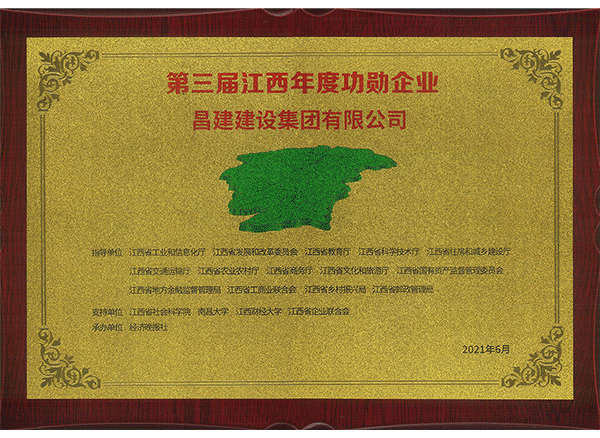 第三届江西年度功勋企业
昌建建设集团有限公司
指导单位 江西省工业和信息化厅 江西省发展和改革委员会 江西省教育厅 江西省科学技术厅 江西省住房和城乡建设厅
江西省交通运输厅 江西省农业农村厅 江西省商务厅 江西省文化和旅游厅 江西省国有资产监督管理委员会
江西省地方金融监督管理局 江西省工商业联合会 江西省乡村振兴局 江西省邮政管理局
支持单位 江西省社会科学院 南昌大学 江西财经大学 江西省企业联合会
承办单位 经济晚报社
2021年6月